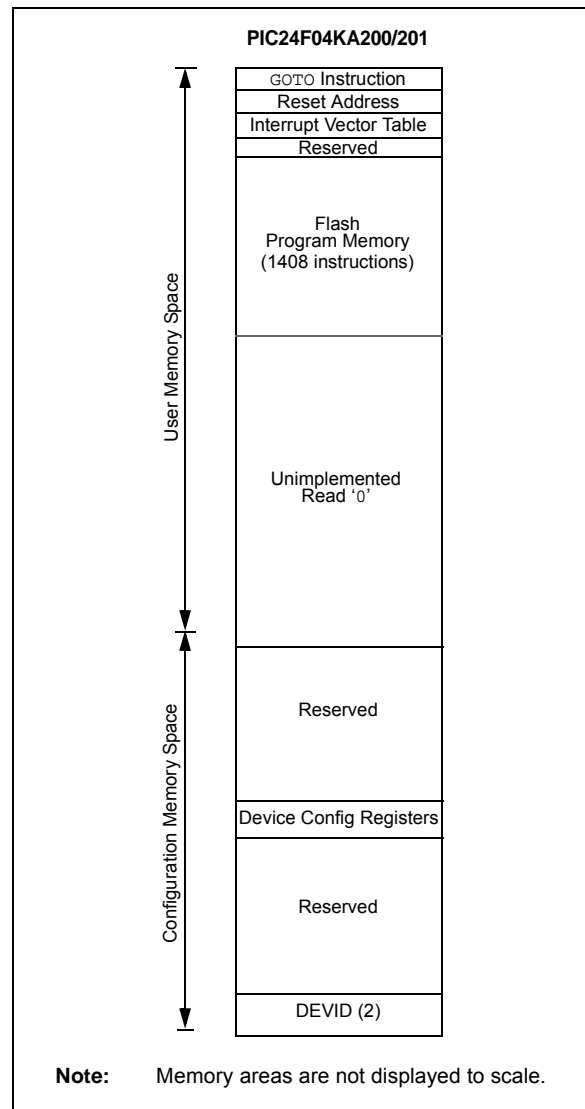 PIC24F04KA200/201
GOTO Instruction
Reset Address
Interrupt Vector Table
Reserved
Flash
Program Memory
(1408 instructions)
User Memory Space
Unimplemented
Read ‘0’
Configuration Memory Space
Reserved
Device Config Registers
Reserved
DEVID (2)
Note: Memory areas are not displayed to scale.